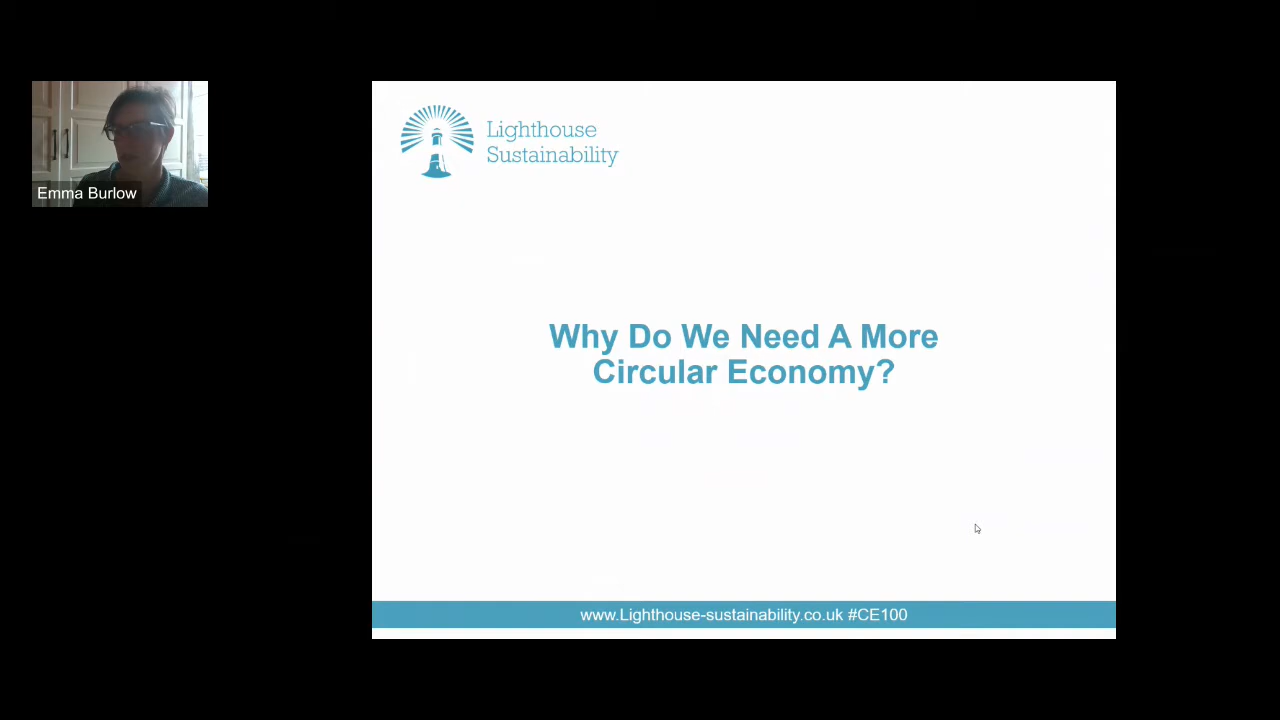 Emma Burlow
Lighthouse
Sustainability
Why Do We Need A More
Circular Economy?
www.Lighthouse-sustainability.co.uk #CE100